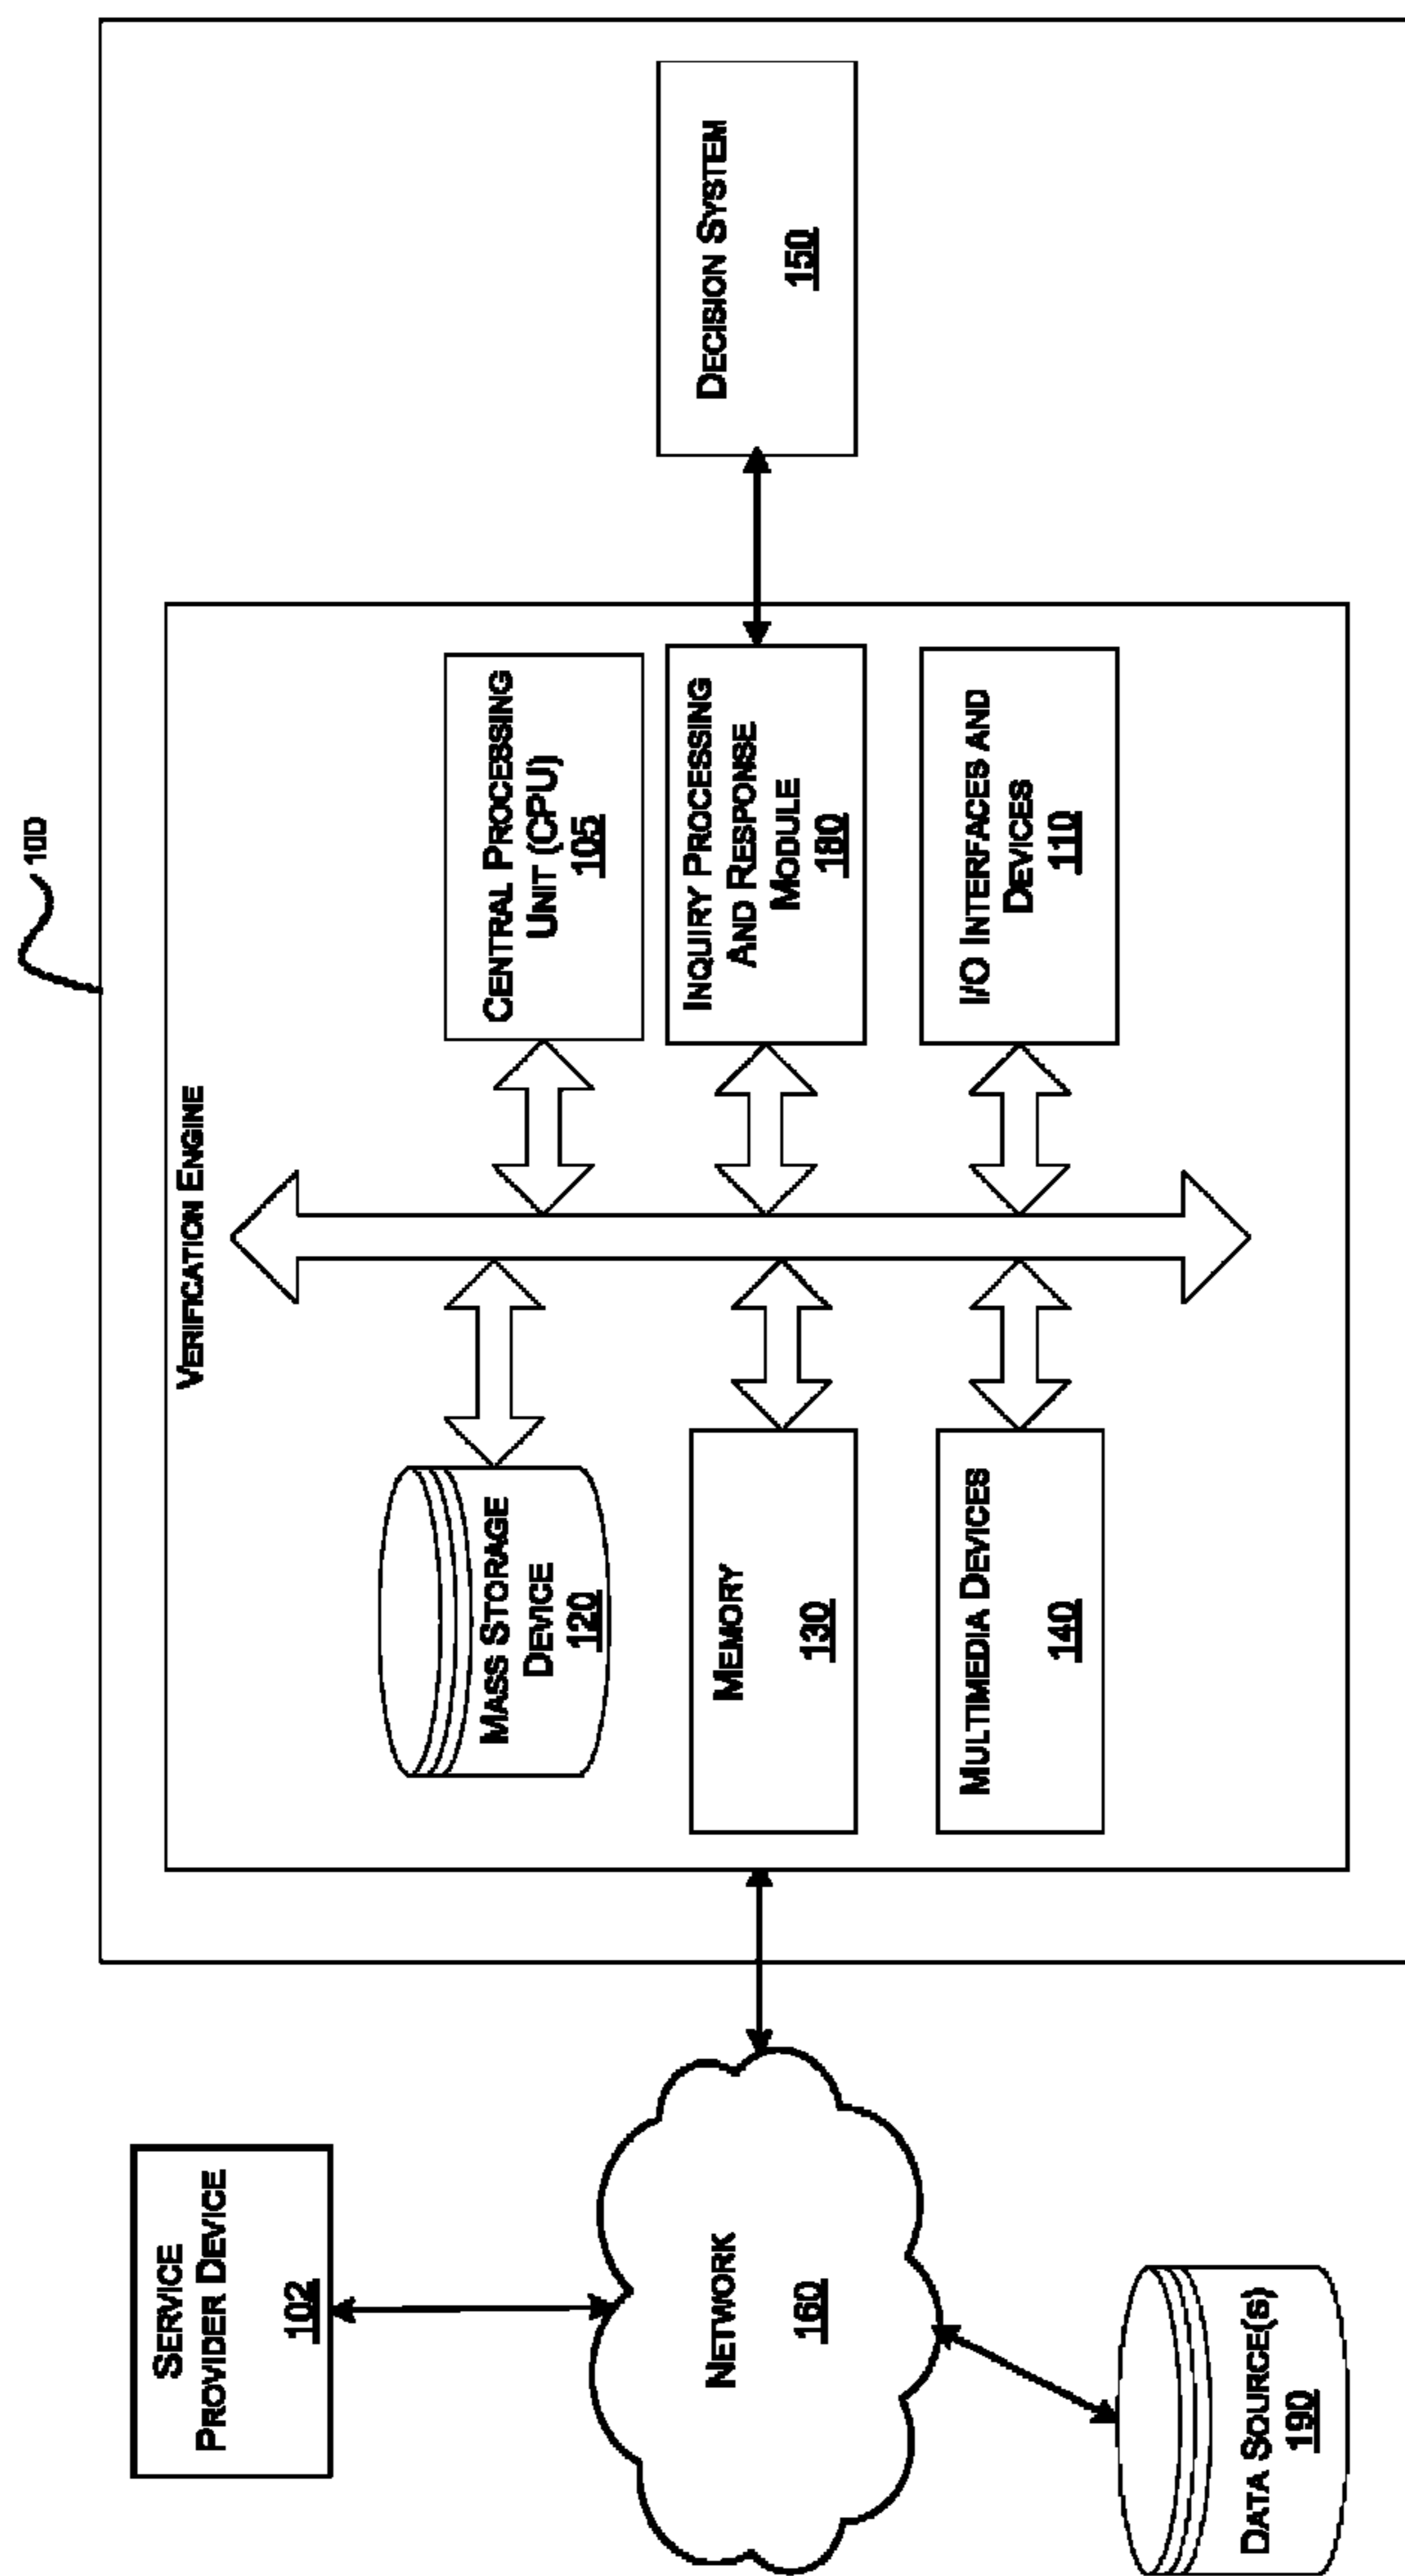 100
SERVICE
PROVIDER DEVICE
102
VERIFICATION ENGINE
MASS STORAGE
DEVICE
120
CENTRAL PROCESSING
UNIT (CPU)
105
NETWORK
160
MEMORY
130
INQUIRY PROCESSING
AND RESPONSE
MODULE
180
DECISION SYSTEM
150
MULTIMEDIA DEVICES
140
I/O INTERFACES AND
DEVICES
110
DATA SOURCE(s)
190